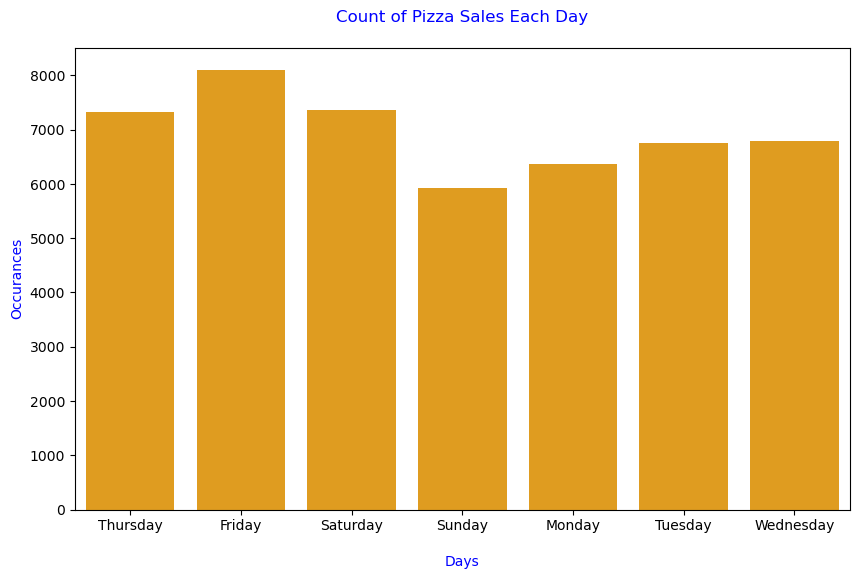 Count of Pizza Sales Each Day
8000
7000
6000
5000
4000
3000
2000
1000
0
Occurances
Thursday Friday Saturday Sunday Monday Tuesday Wednesday
Days